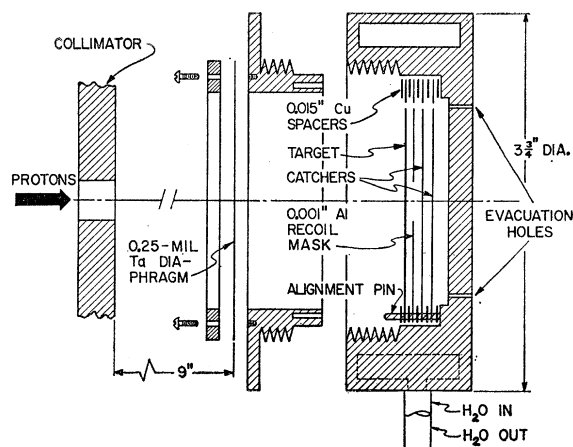 COLLIMATOR
PROTONS
0.25-MIL
Ta DIA-
PHRAGM
9"
0.015" Cu
SPACERS
TARGET
CATCHERS
0.001" Al
RECOIL
MASK
ALIGNMENT PIN
3 3/4" DIA.
EVACUATION
HOLES
H₂O IN
H₂O OUT